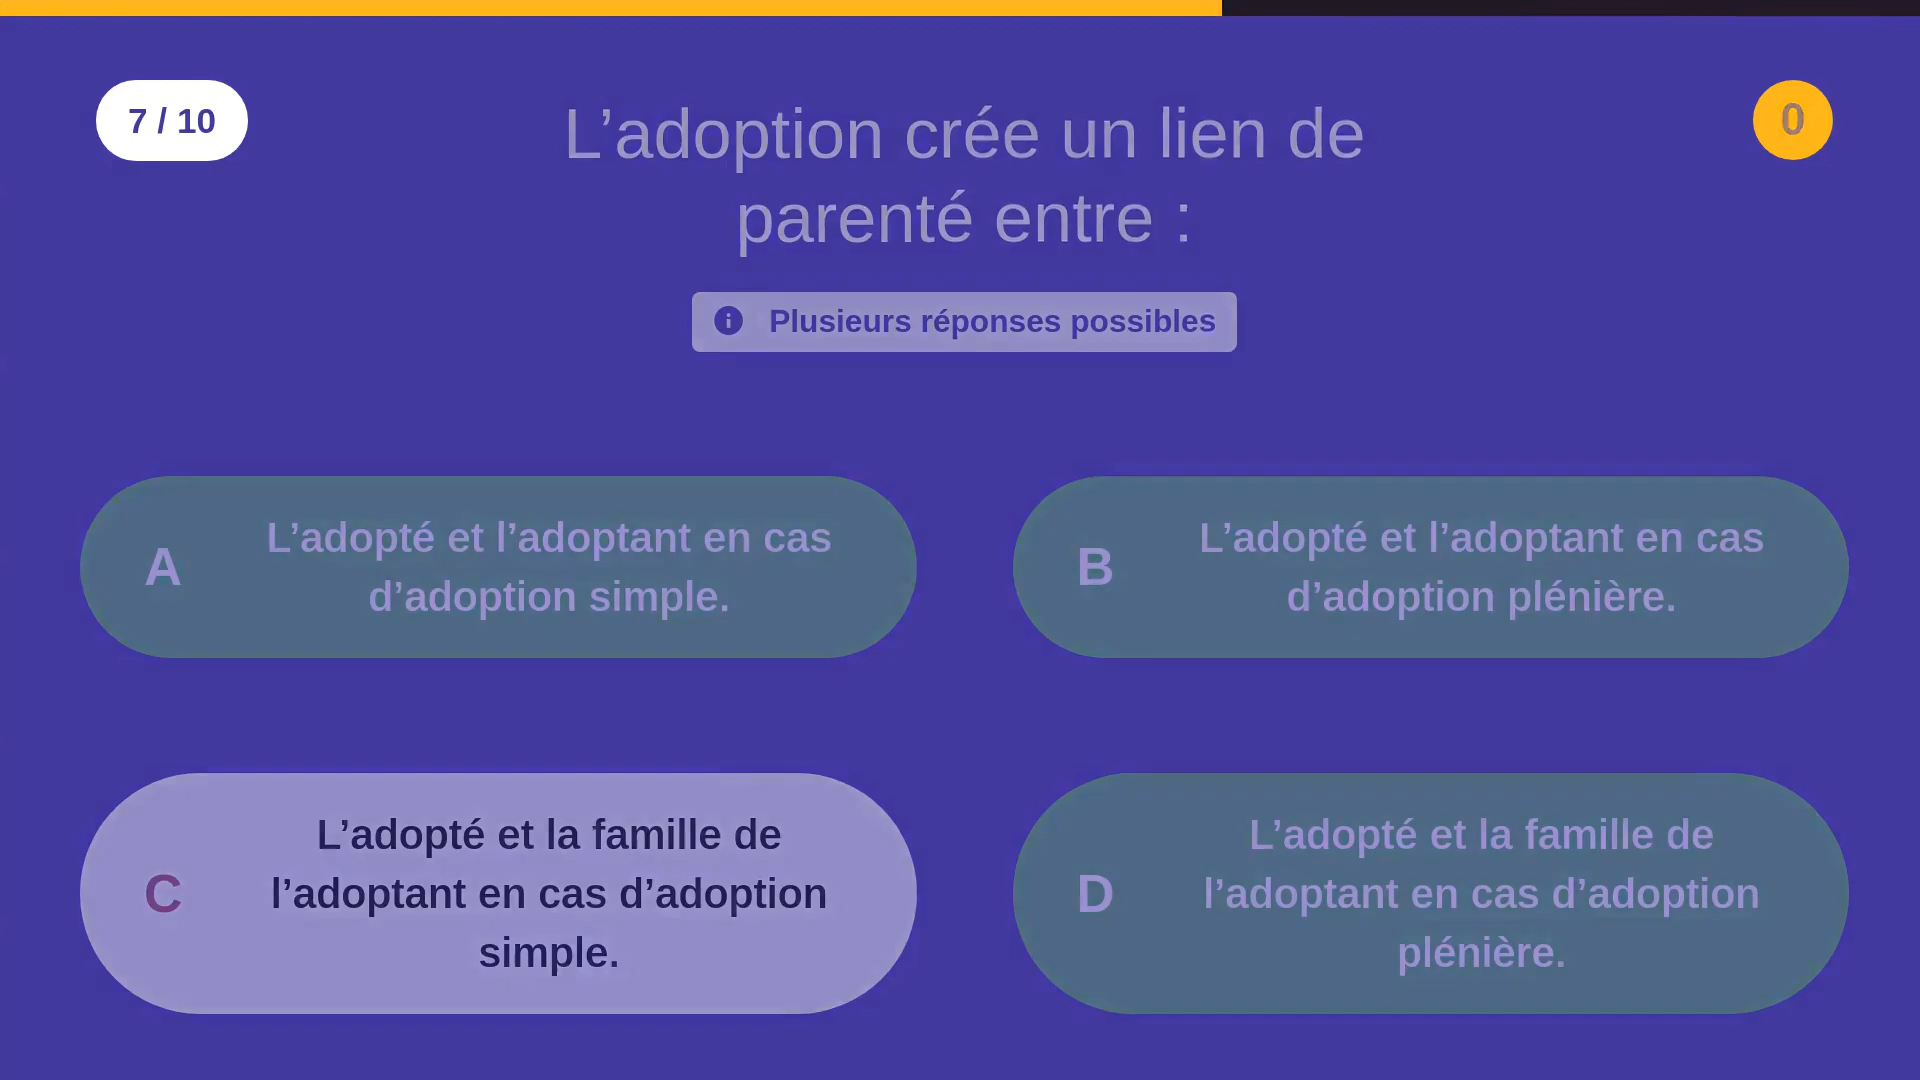 7 / 10
L’adoption crée un lien de
parenté entre :
0
Plusieurs réponses possibles
A
L’adopté et l’adoptant en cas
d’adoption simple.
B
L’adopté et l’adoptant en cas
d’adoption plénière.
C
L’adopté et la famille de
l’adoptant en cas d’adoption
simple.
D
L’adopté et la famille de
l’adoptant en cas d’adoption
plénière.